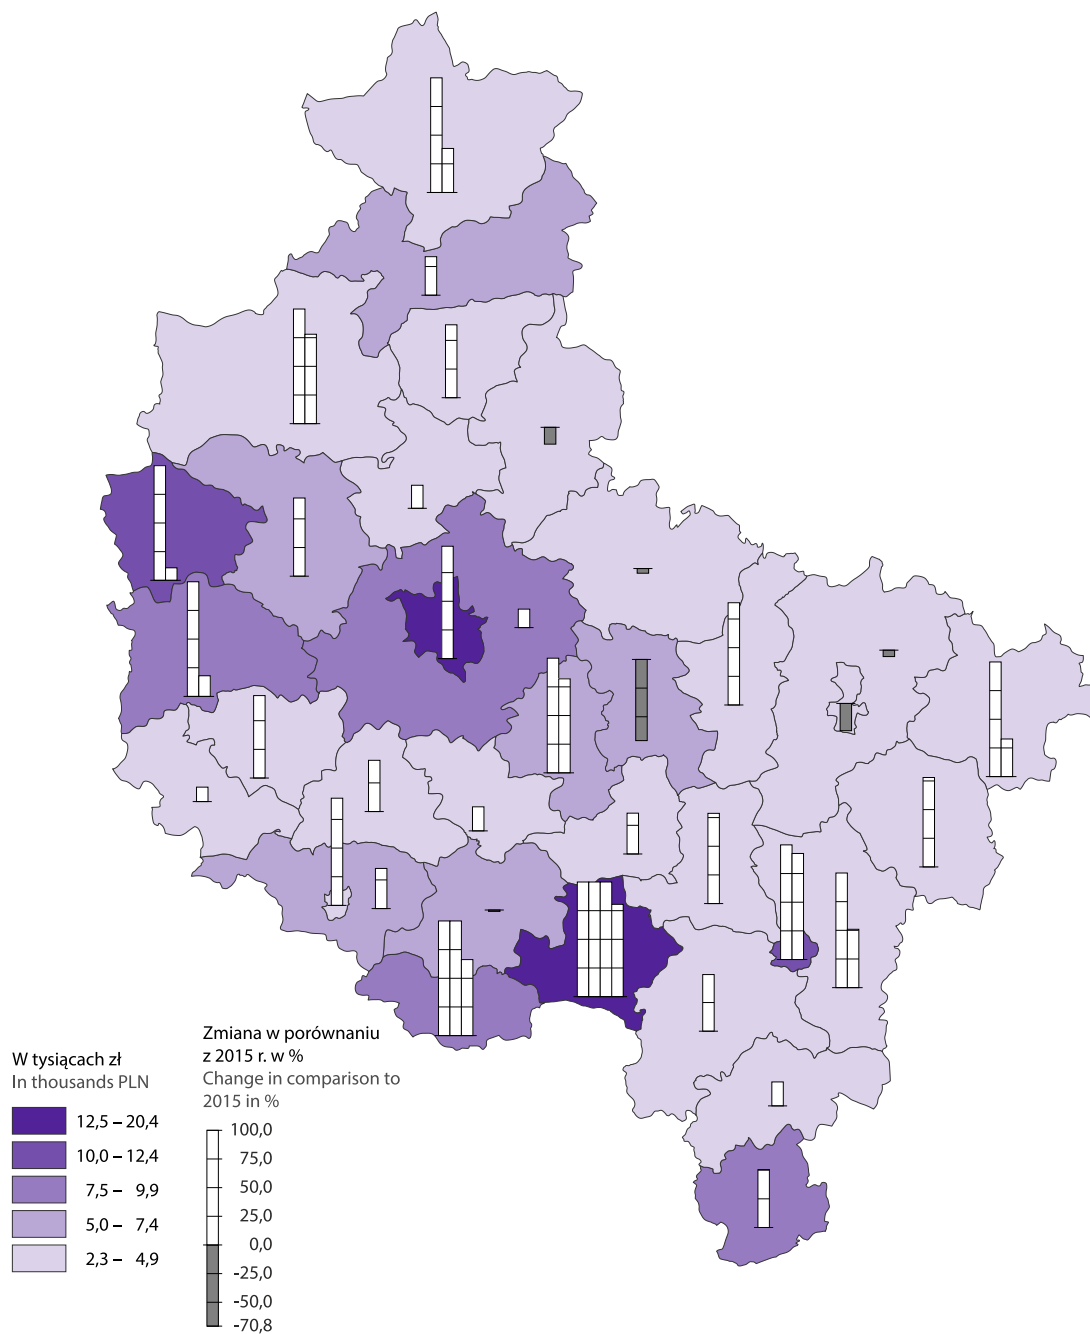 W tysiącach zł
In thousands PLN
12,5 – 20,4
10,0 – 12,4
7,5 – 9,9
5,0 – 7,4
2,3 – 4,9
Zmiana w porównaniu
z 2015 r. w %
Change in comparison to
2015 in %
100,0
75,0
50,0
25,0
0,0
-25,0
-50,0
-70,8